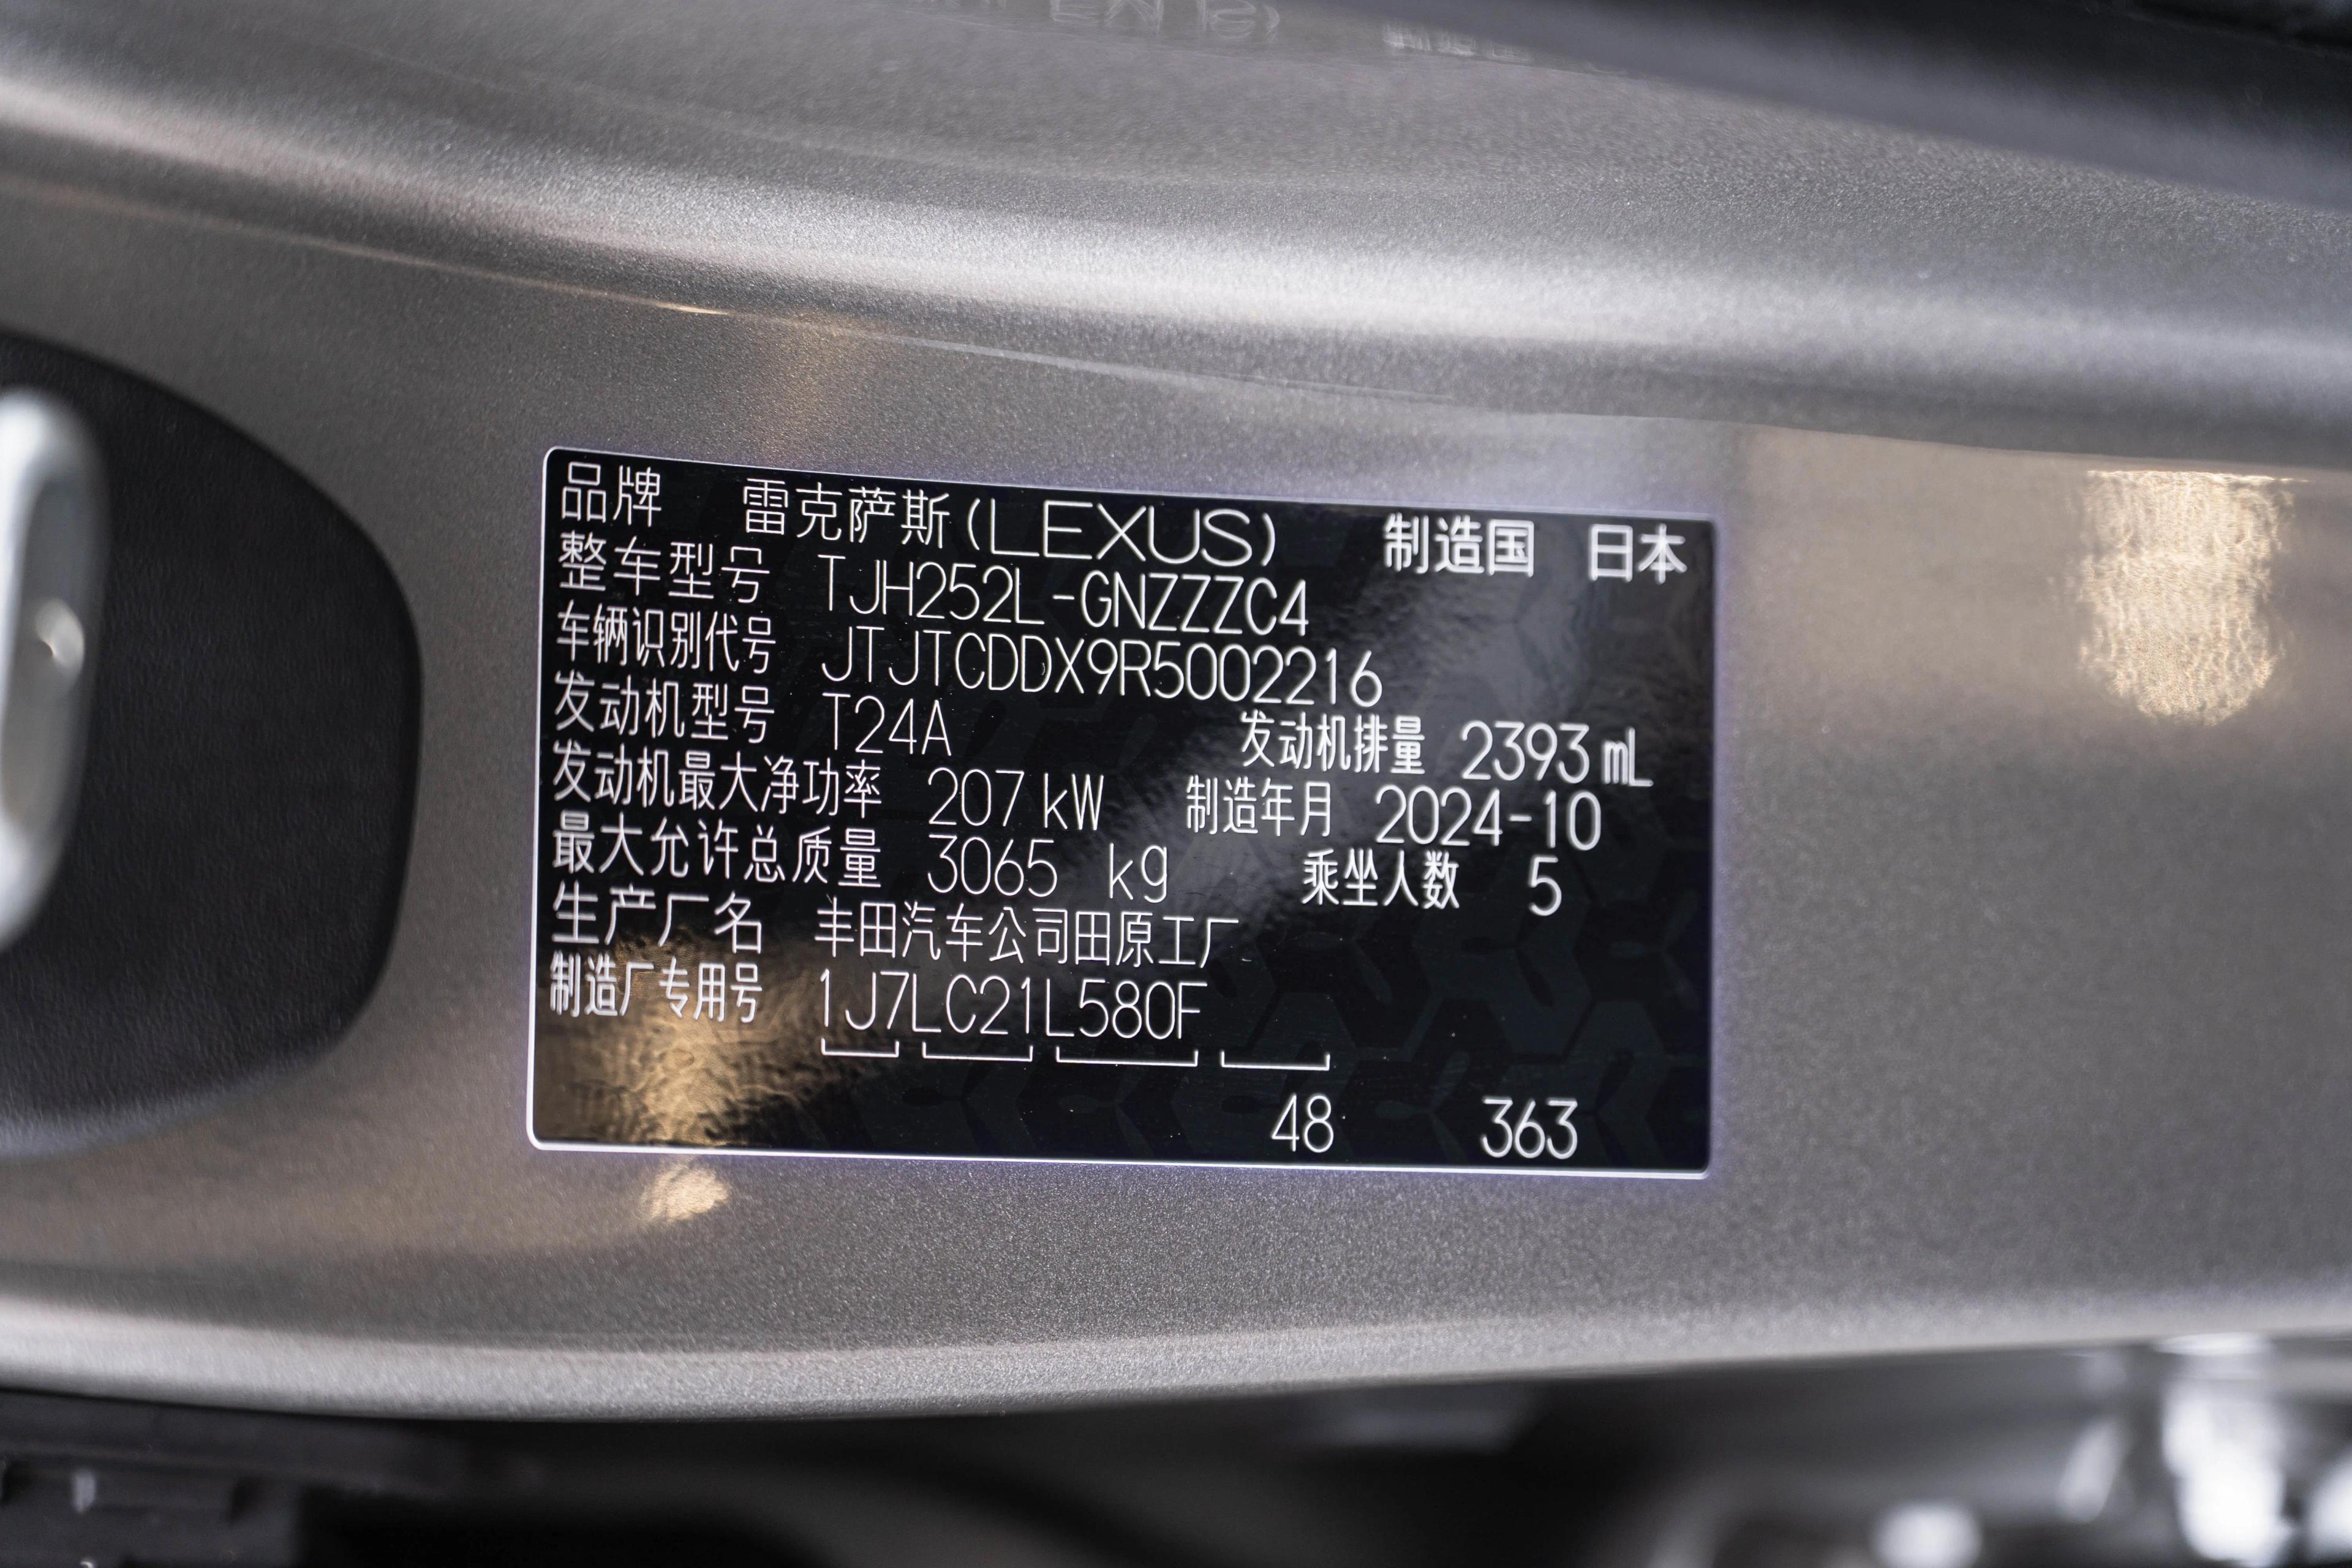 品牌 雷克萨斯(LEXUS) 制造国 日本
整车型号 TJH252L-GNZZZC4
车辆识别代号 JTJTCDDX9R5002216
发动机型号 T24A 发动机排量 2393 mL
发动机最大净功率 207 kW 制造年月 2024-10
最大允许总质量 3065 kg 乘坐人数 5
生产厂名 丰田汽车公司田原工厂
制造厂专用号 1J7LC21L580F
48 363